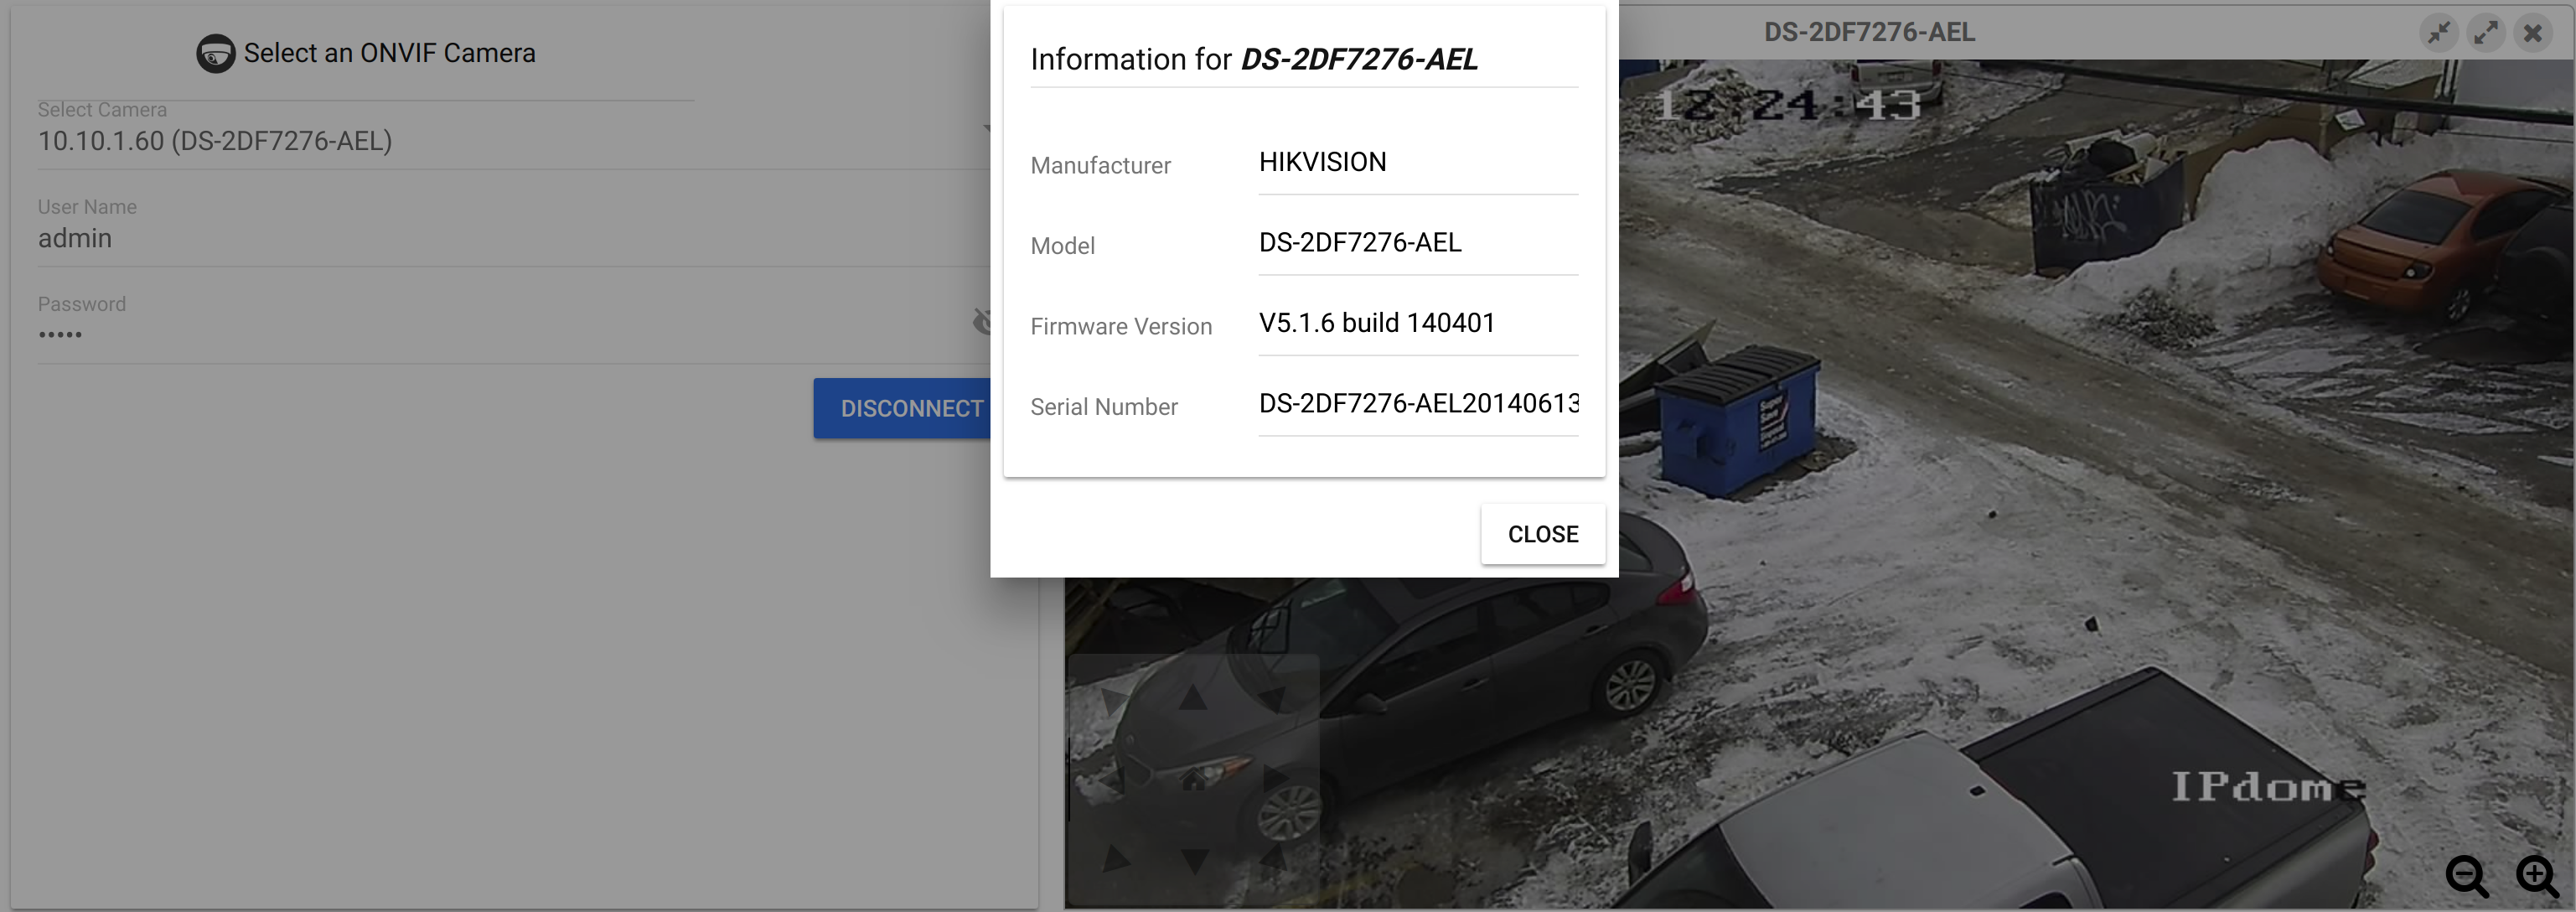 Select an ONVIF Camera
Select Camera
10.10.1.60 (DS-2DF7276-AEL)
User Name
admin
Password
•••••
DISCONNECT
Information for DS-2DF7276-AEL
Manufacturer
HIKVISION
Model
DS-2DF7276-AEL
Firmware Version
V5.1.6 build 140401
Serial Number
DS-2DF7276-AEL20140613
CLOSE
DS-2DF7276-AEL
12:24:43
IPdome